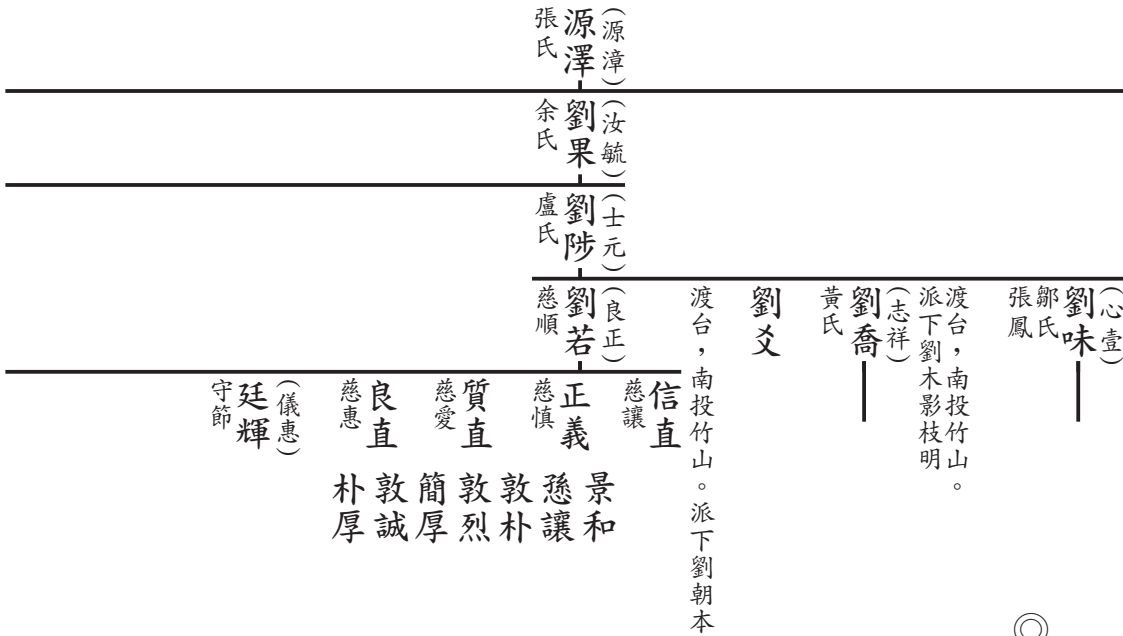 (源漳)
源澤
張氏
(汝毓)
劉果
余氏
(士元)
劉陟
盧氏
(心壹)
劉味
鄒氏
張鳳
渡台，南投竹山。
派下劉木影枝明
(志祥)
劉喬
黃氏
劉爻
渡台，南投竹山。派下劉朝本
(良正)
劉若
慈順
信直
慈讓
正義
慈慎
質直
慈愛
良直
慈惠
(儀惠)
廷輝
守節
景和
孫讓
敦朴
敦烈
簡厚
敦誠
朴厚
◎